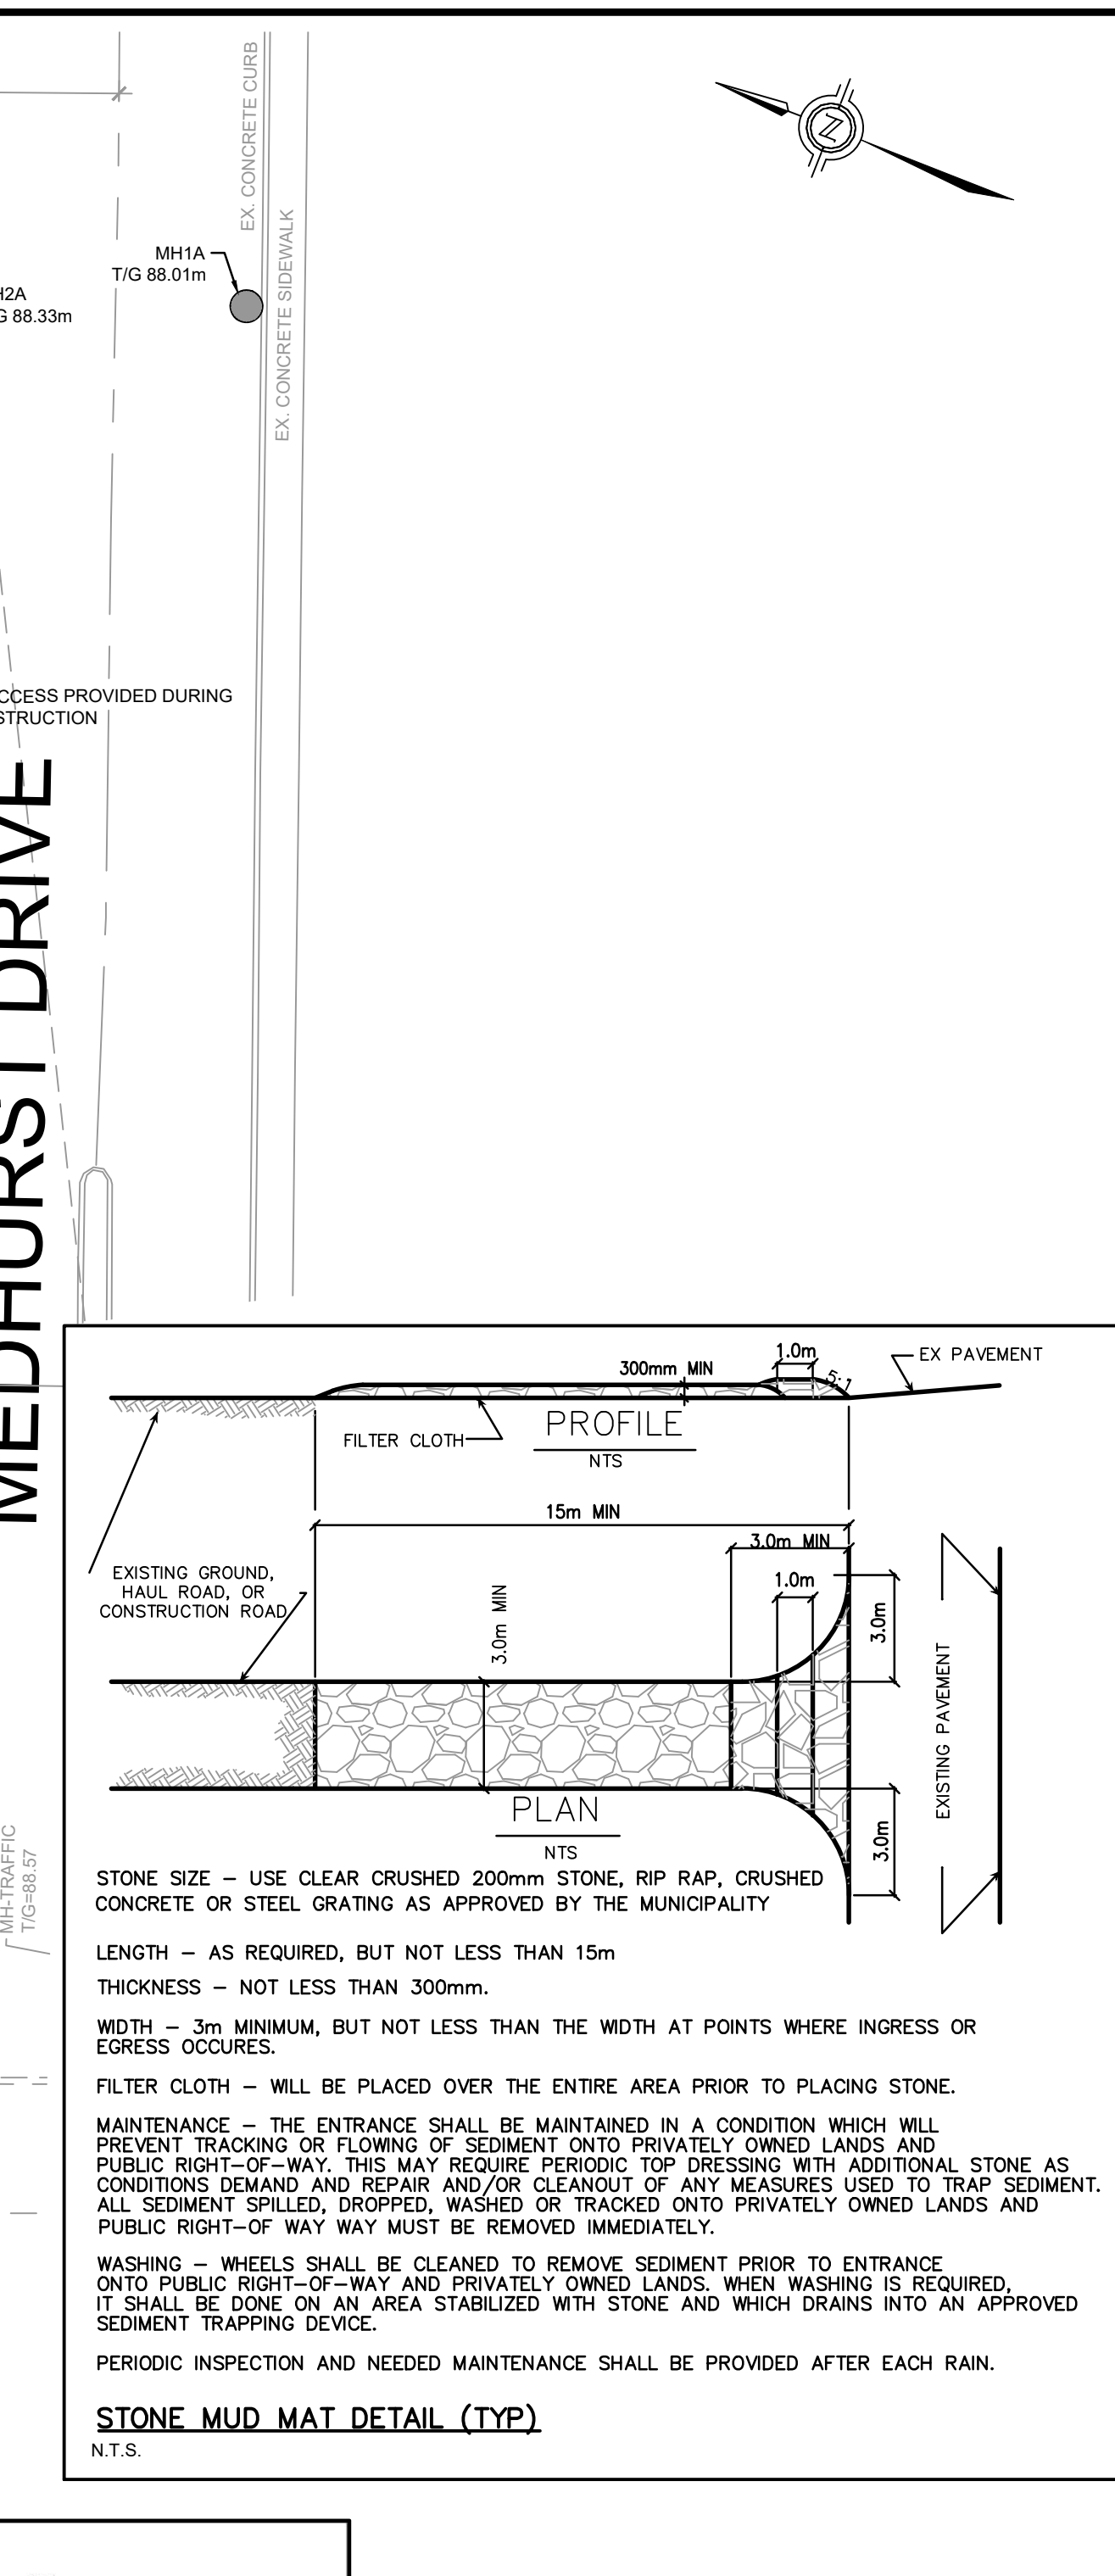 EX. CONCRETE CURB
EX. CONCRETE SIDEWALK
N
MH1A
T/G 88.01m
88.33m
PROVIDED DURING
MEDHURST DRIVE
300mm MIN
1.0m
5:1
EX PAVEMENT
FILTER CLOTH
PROFILE
NTS
15m MIN
3.0m MIN
1.0m
EXISTING GROUND,
HAUL ROAD, OR
CONSTRUCTION ROAD
3.0m MIN
3.0m
EXISTING PAVEMENT
3.0m
PLAN
NTS
MH-TRAFFIC
T/G=88.57
STONE SIZE – USE CLEAR CRUSHED 200mm STONE, RIP RAP, CRUSHED
CONCRETE OR STEEL GRATING AS APPROVED BY THE MUNICIPALITY
LENGTH – AS REQUIRED, BUT NOT LESS THAN 15m
THICKNESS – NOT LESS THAN 300mm.
WIDTH – 3m MINIMUM, BUT NOT LESS THAN THE WIDTH AT POINTS WHERE INGRESS OR
EGRESS OCCURES.
FILTER CLOTH – WILL BE PLACED OVER THE ENTIRE AREA PRIOR TO PLACING STONE.
MAINTENANCE – THE ENTRANCE SHALL BE MAINTAINED IN A CONDITION WHICH WILL
PREVENT TRACKING OR FLOWING OF SEDIMENT ONTO PRIVATELY OWNED LANDS AND
PUBLIC RIGHT–OF–WAY. THIS MAY REQUIRE PERIODIC TOP DRESSING WITH ADDITIONAL STONE AS
CONDITIONS DEMAND AND REPAIR AND/OR CLEANOUT OF ANY MEASURES USED TO TRAP SEDIMENT.
ALL SEDIMENT SPILLED, DROPPED, WASHED OR TRACKED ONTO PRIVATELY OWNED LANDS AND
PUBLIC RIGHT–OF WAY WAY MUST BE REMOVED IMMEDIATELY.
WASHING – WHEELS SHALL BE CLEANED TO REMOVE SEDIMENT PRIOR TO ENTRANCE
ONTO PUBLIC RIGHT–OF–WAY AND PRIVATELY OWNED LANDS. WHEN WASHING IS REQUIRED,
IT SHALL BE DONE ON AN AREA STABILIZED WITH STONE AND WHICH DRAINS INTO AN APPROVED
SEDIMENT TRAPPING DEVICE.
PERIODIC INSPECTION AND NEEDED MAINTENANCE SHALL BE PROVIDED AFTER EACH RAIN.
STONE MUD MAT DETAIL (TYP)
N.T.S.